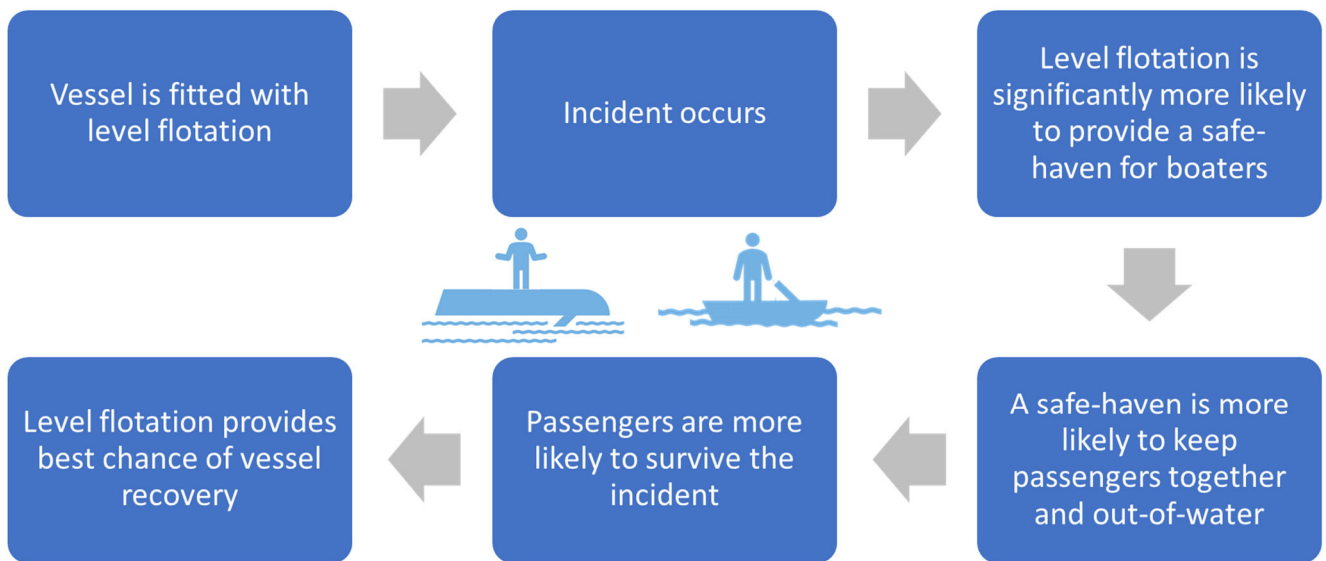 Vessel is fitted with
level flotation
Incident occurs
Level flotation is
significantly more likely
to provide a safe-
haven for boaters
A safe-haven is more
likely to keep
passengers together
and out-of-water
Passengers are more
likely to survive the
incident
Level flotation provides
best chance of vessel
recovery